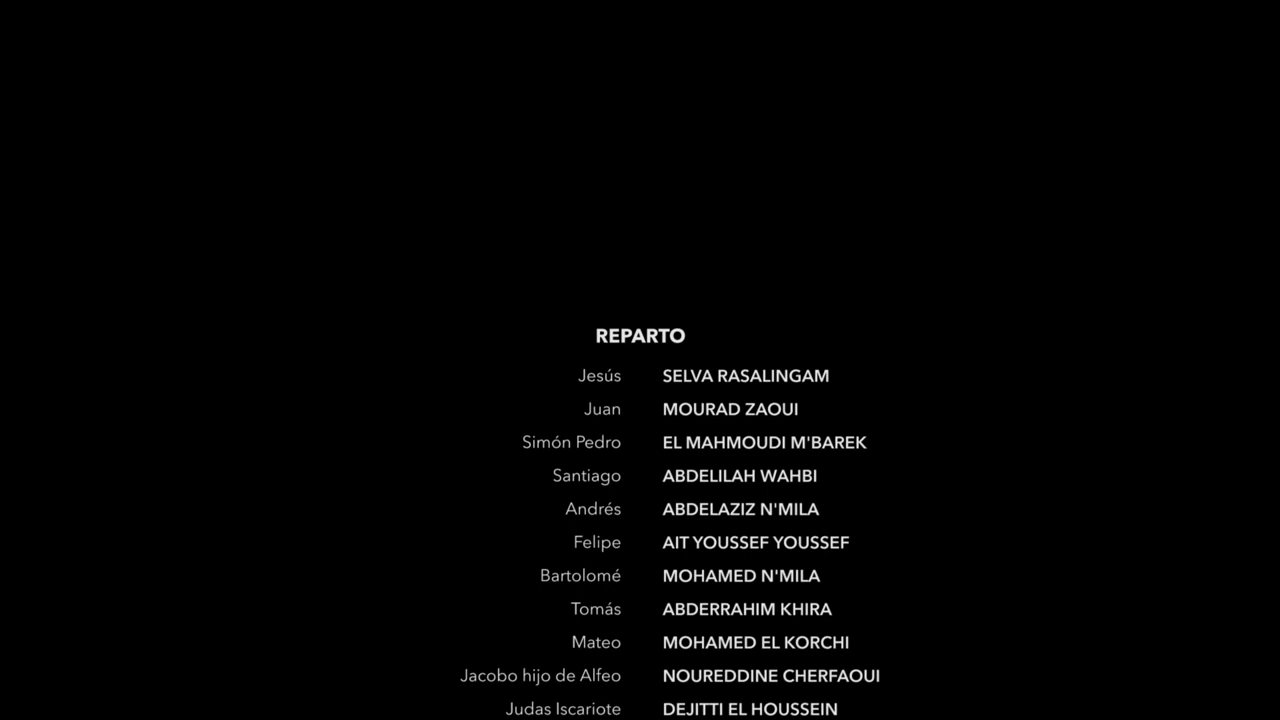 REPARTO
Jesús SELVA RASALINGAM
Juan MOURAD ZAOUI
Simón Pedro EL MAHMOUDI M'BAREK
Santiago ABDELILAH WAHBI
Andrés ABDELAZIZ N'MILA
Felipe AIT YOUSSEF YOUSSEF
Bartolomé MOHAMED N'MILA
Tomás ABDERRAHIM KHIRA
Mateo MOHAMED EL KORCHI
Jacobo hijo de Alfeo NOUREDDINE CHERFAOUI
Judas Iscariote DEJITTI EL HOUSSEIN